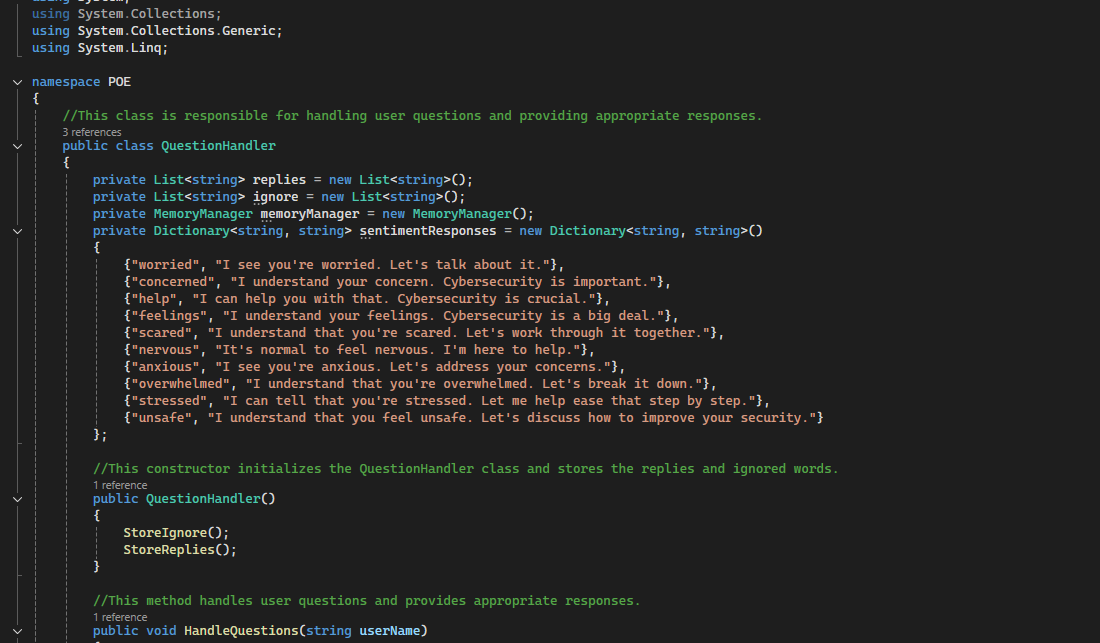 using System;
using System.Collections;
using System.Collections.Generic;
using System.Linq;
namespace POE
{
//This class is responsible for handling user questions and providing appropriate responses.
3 references
public class QuestionHandler
{
private List<string> replies = new List<string>();
private List<string> ignore = new List<string>();
private MemoryManager memoryManager = new MemoryManager();
private Dictionary<string, string> sentimentResponses = new Dictionary<string, string>()
{
{"worried", "I see you're worried. Let's talk about it."},
{"concerned", "I understand your concern. Cybersecurity is important."},
{"help", "I can help you with that. Cybersecurity is crucial."},
{"feelings", "I understand your feelings. Cybersecurity is a big deal."},
{"scared", "I understand that you're scared. Let's work through it together."},
{"nervous", "It's normal to feel nervous. I'm here to help."},
{"anxious", "I see you're anxious. Let's address your concerns."},
{"overwhelmed", "I understand that you're overwhelmed. Let's break it down."},
{"stressed", "I can tell that you're stressed. Let me help ease that step by step."},
{"unsafe", "I understand that you feel unsafe. Let's discuss how to improve your security."}
};
//This constructor initializes the QuestionHandler class and stores the replies and ignored words.
1 reference
public QuestionHandler()
{
StoreIgnore();
StoreReplies();
}
//This method handles user questions and provides appropriate responses.
1 reference
public void HandleQuestions(string userName)
{